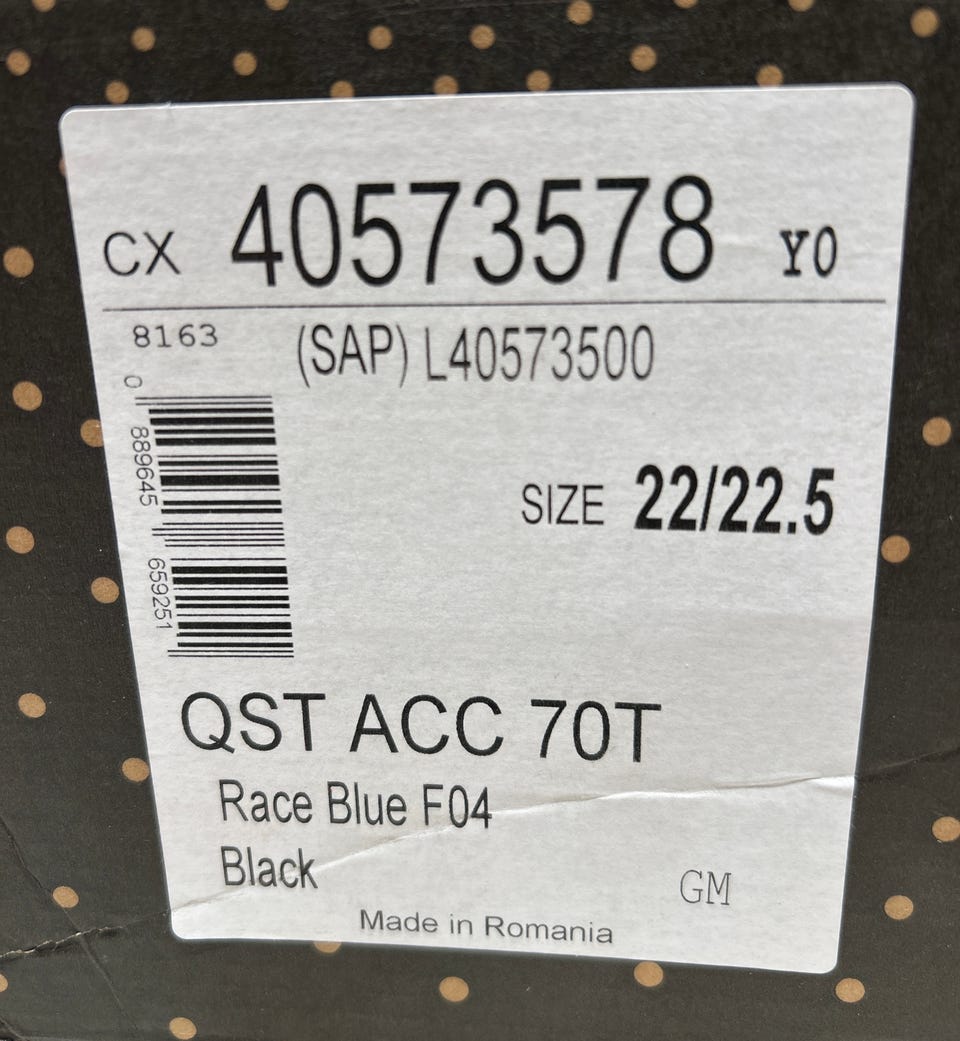 CX 40573578 Y0
8163 (SAP) L40573500
0 889645 659251
SIZE 22/22.5
QST ACC 70T
Race Blue F04
Black
GM
Made in Romania